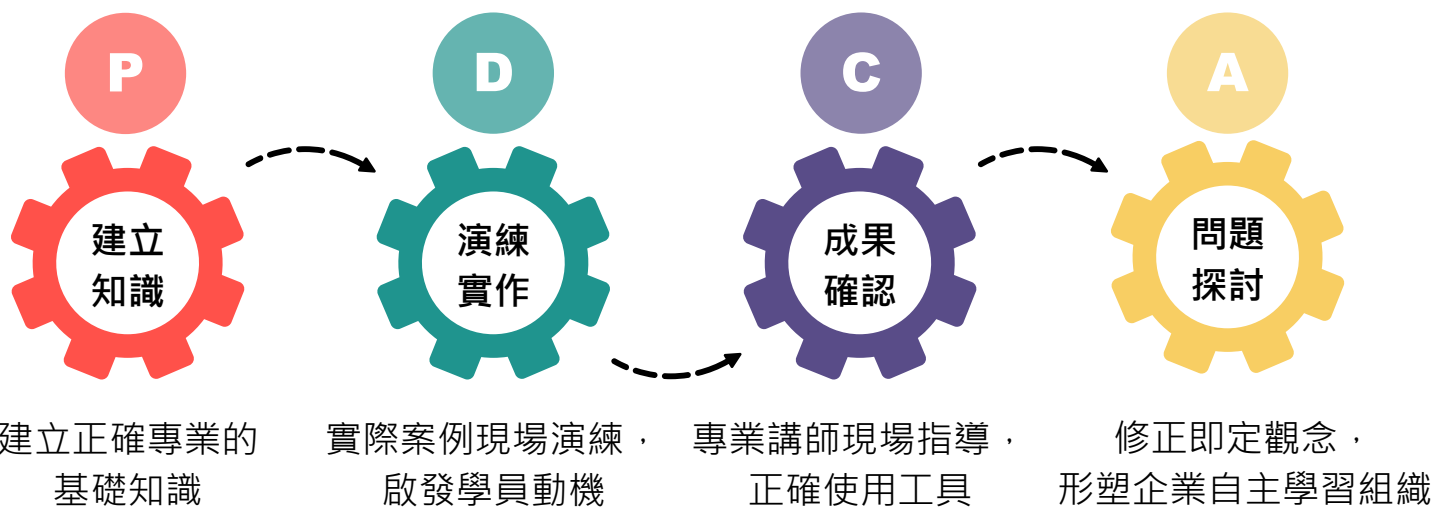 P
建立
知識
建立正確專業的
基礎知識
D
演練
實作
實際案例現場演練，
啟發學員動機
C
成果
確認
專業講師現場指導，
正確使用工具
A
問題
探討
修正即定觀念，
形塑企業自主學習組織